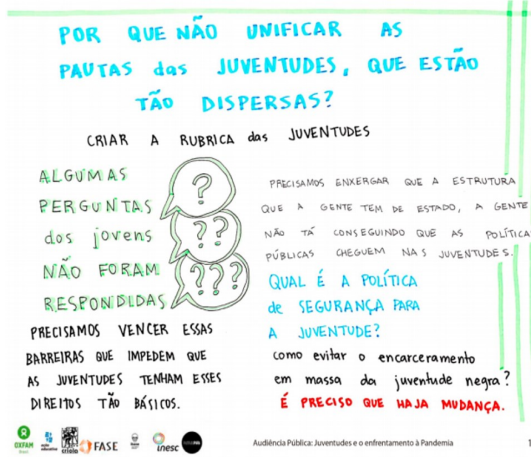 POR QUE NÃO UNIFICAR AS
PAUTAS das JUVENTUDES, QUE ESTÃO
TÃO DISPERSAS?
CRIAR A RUBRICA das JUVENTUDES
ALGUMAS
PERGUNTAS
dos jovens
NÃO FORAM
RESPONDIDAS
?
??
???
PRECISAMOS VENCER ESSAS
BARREIRAS QUE IMPEDEM QUE
AS JUVENTUDES TENHAM ESSES
DIREITOS TÃO BÁSICOS.
PRECISAMOS ENXERGAR QUE A ESTRUTURA
QUE A GENTE TEM DE ESTADO, A GENTE
NÃO TÁ CONSEGUINDO QUE AS POLÍTICA
PÚBLICAS CHEGUEM NAS JUVENTUDES.
QUAL É A POLÍTICA
de SEGURANÇA PARA
A JUVENTUDE?
como evitar o encarceramento
em massa da juventude negra?
É PRECISO QUE HAJA MUDANÇA.
OXFAM
FASE
inesc
Audiência Pública: Juventudes e o enfrentamento à Pandemia